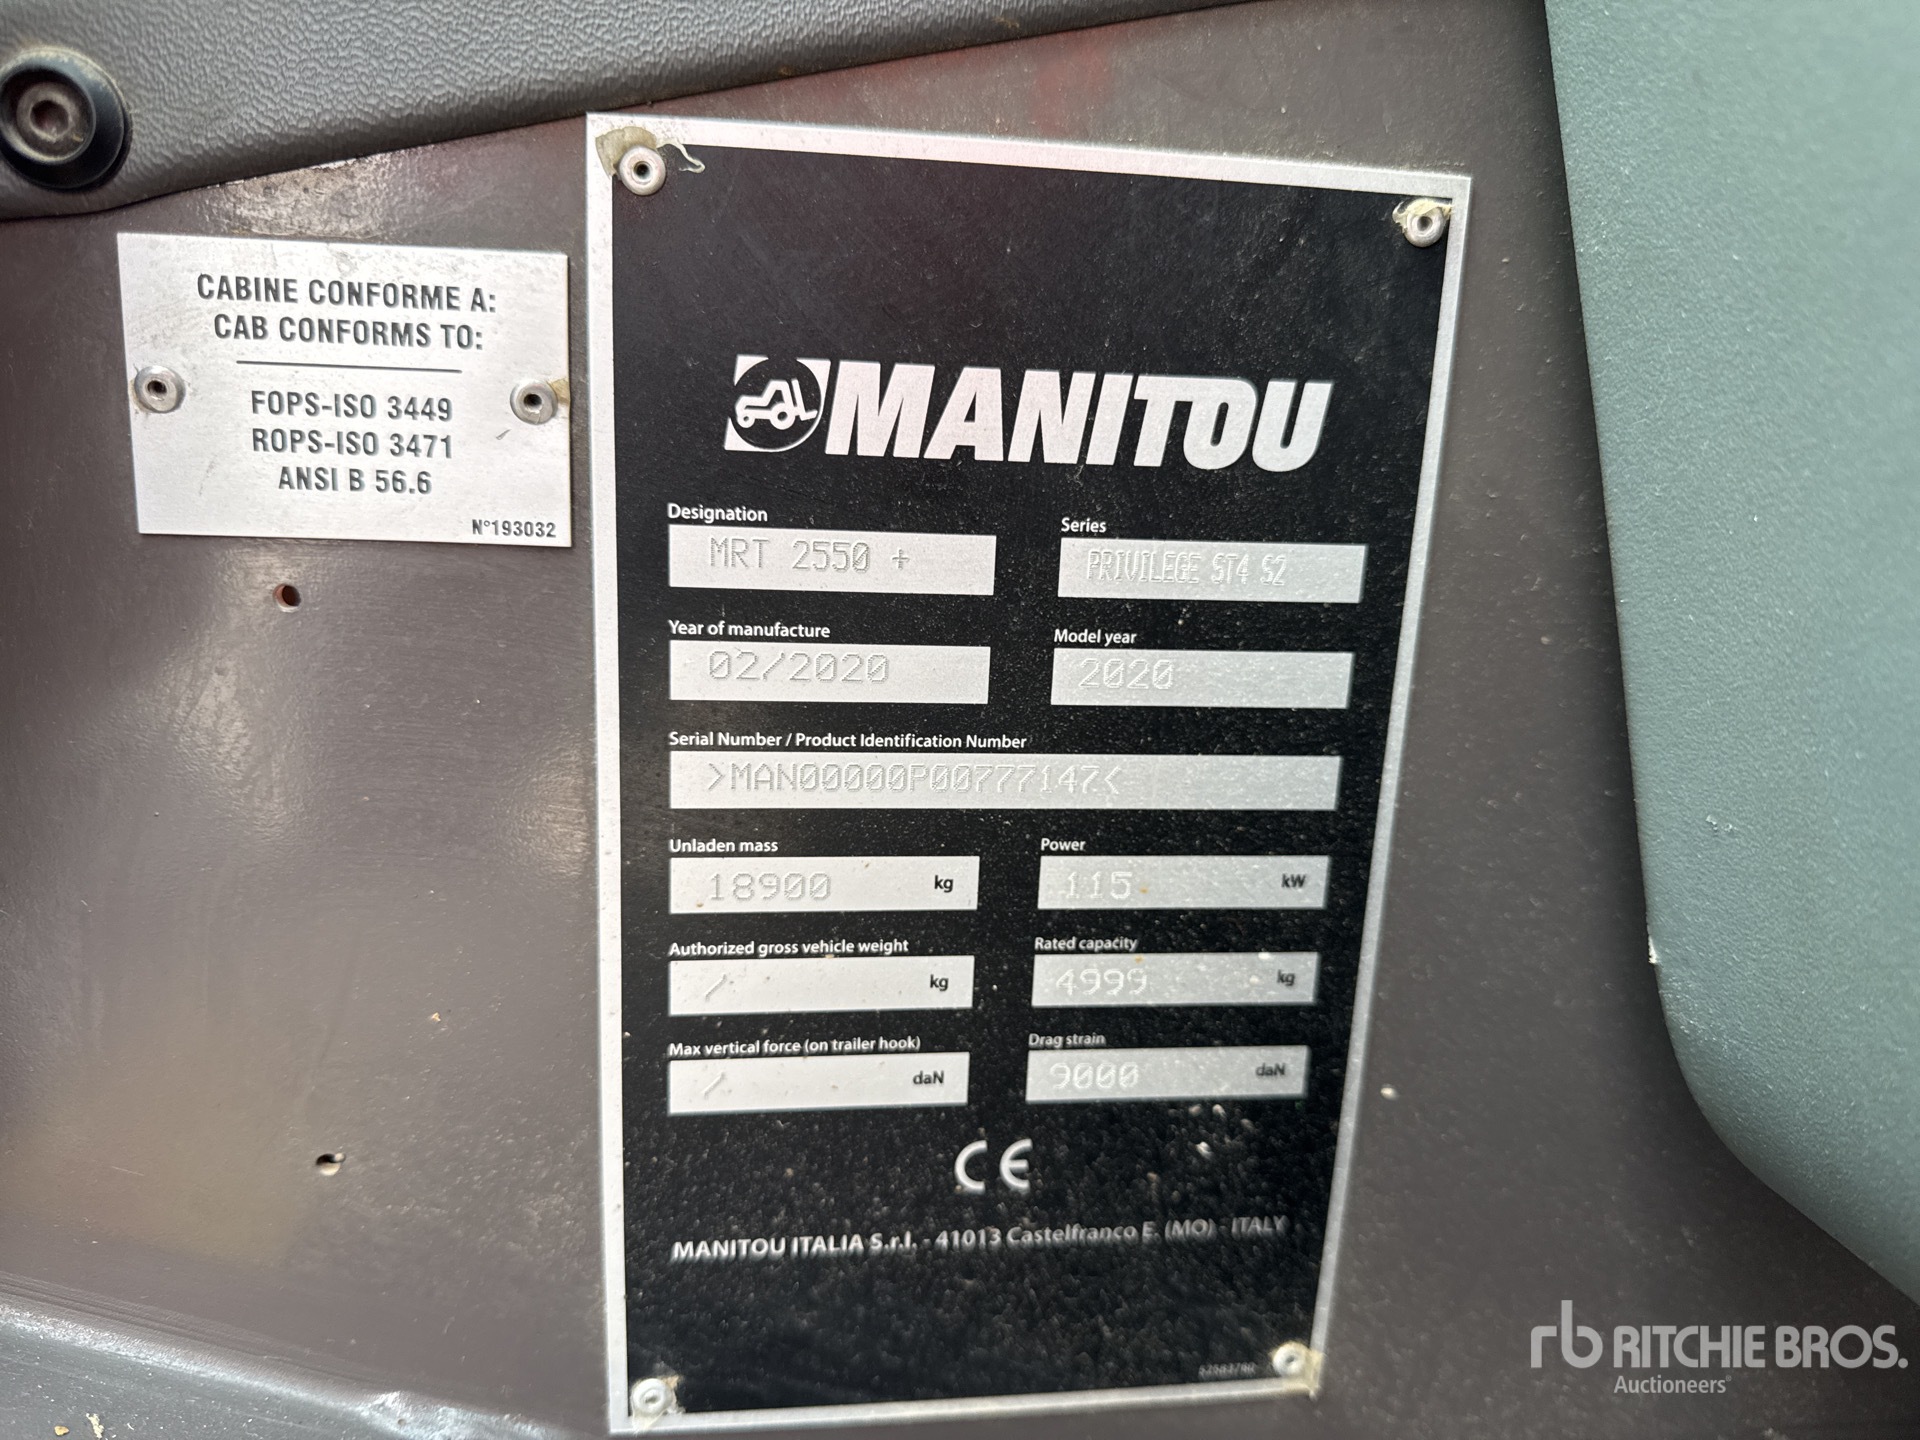 CABINE CONFORME A:
CAB CONFORMS TO:
FOPS-ISO 3449
ROPS-ISO 3471
ANSI B 56.6
N°193032
MANITOU
Designation
MRT 2550 +
Series
PRIVILEGE ST4 S2
Year of manufacture
02/2020
Model year
2020
Serial Number / Product Identification Number
>MAN00000P00777147<
Unladen mass
18900 kg
Power
115 kW
Authorized gross vehicle weight
/ kg
Rated capacity
4999 kg
Max vertical force (on trailer hook)
/ daN
Drag strain
9000 daN
CE
MANITOU ITALIA S.r.l. - 41013 Castelfranco E. (MO) - ITALY
rb RITCHIE BROS.
Auctioneers